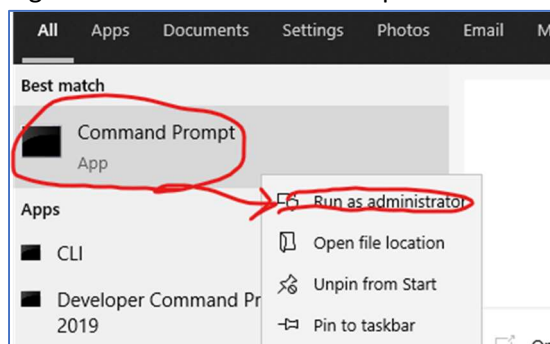 All Apps Documents Settings Photos Email
Best match
Command Prompt
App
Run as administrator
Apps
Open file location
CLI
Unpin from Start
Developer Command Pr
2019
Pin to taskbar